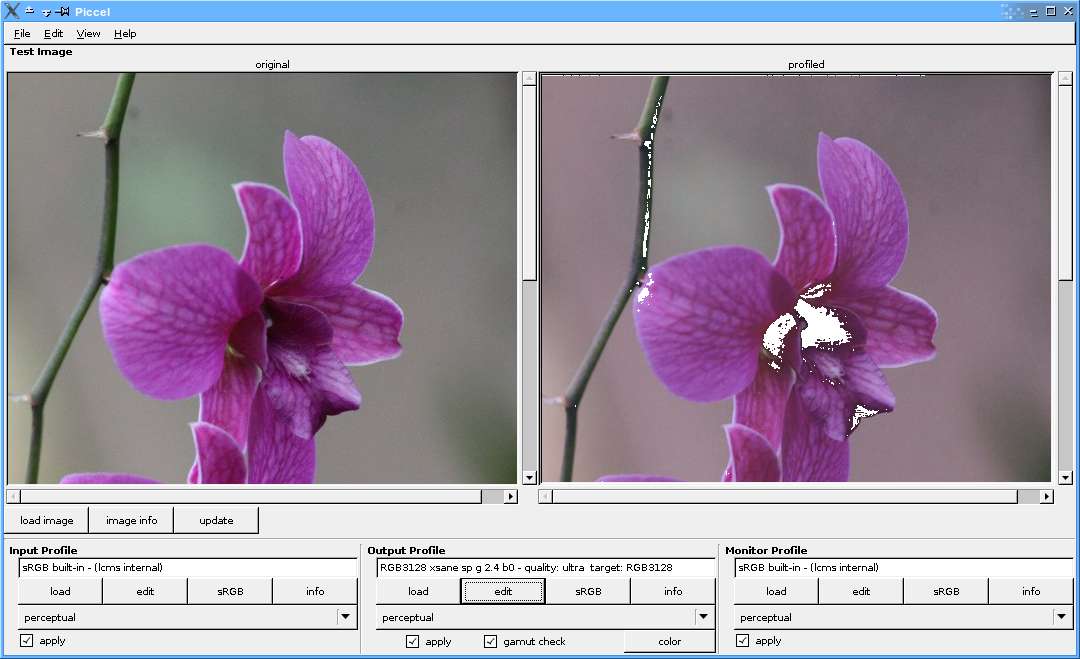 Piccel
File Edit View Help
Test Image
original profiled
load image image info update
Input Profile Output Profile Monitor Profile
sRGB built-in - (lcms internal) RGB3128 xsane sp g 2.4 b0 - quality: ultra target: RGB3128 sRGB built-in - (lcms internal)
load edit sRGB info load edit sRGB info load edit sRGB info
perceptual perceptual perceptual
apply apply gamut check color apply